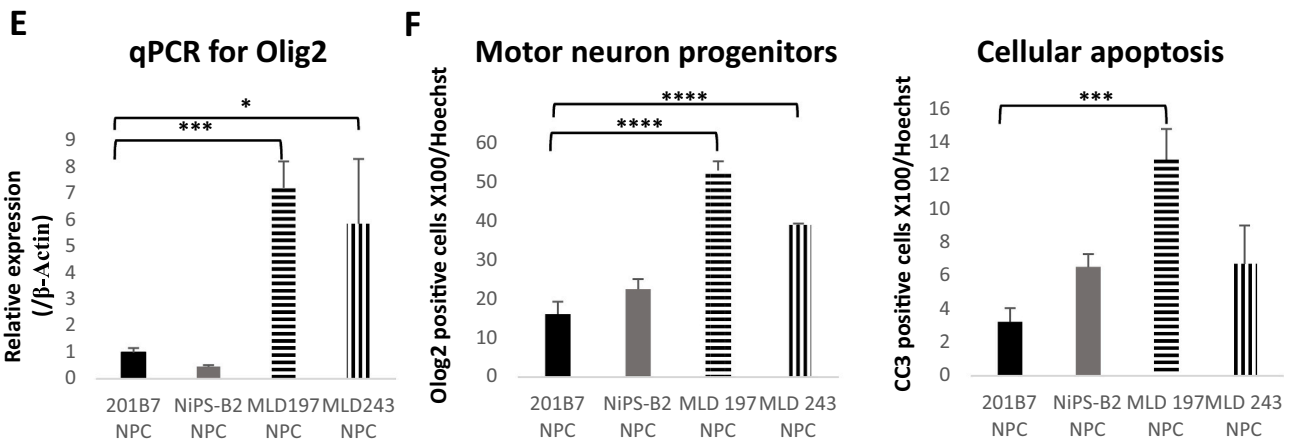 E
qPCR for Olig2
*
***
Relative expression
(/β-Actin)
9
8
7
6
5
4
3
2
1
0
201B7 NiPS-B2 MLD197 MLD243
NPC NPC NPC NPC
F
Motor neuron progenitors
****
****
Olog2 positive cells X100/Hoechst
60
50
40
30
20
10
0
201B7 NiPS-B2 MLD 197 MLD 243
NPC NPC NPC NPC
Cellular apoptosis
***
CC3 positive cells X100/Hoechst
16
14
12
10
8
6
4
2
0
201B7 NiPS-B2 MLD 197 MLD 243
NPC NPC NPC NPC